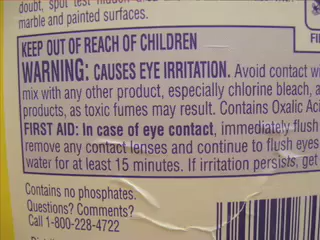 doubt, spot test hidden
marble and painted surfaces.
KEEP OUT OF REACH OF CHILDREN
WARNING: CAUSES EYE IRRITATION. Avoid contact wi
mix with any other product, especially chlorine bleach, a
products, as toxic fumes may result. Contains Oxalic Aci
FIRST AID: In case of eye contact, immediately flush
remove any contact lenses and continue to flush eyes
water for at least 15 minutes. If irritation persists, get
Contains no phosphates.
Questions? Comments?
Call 1-800-228-4722
FI